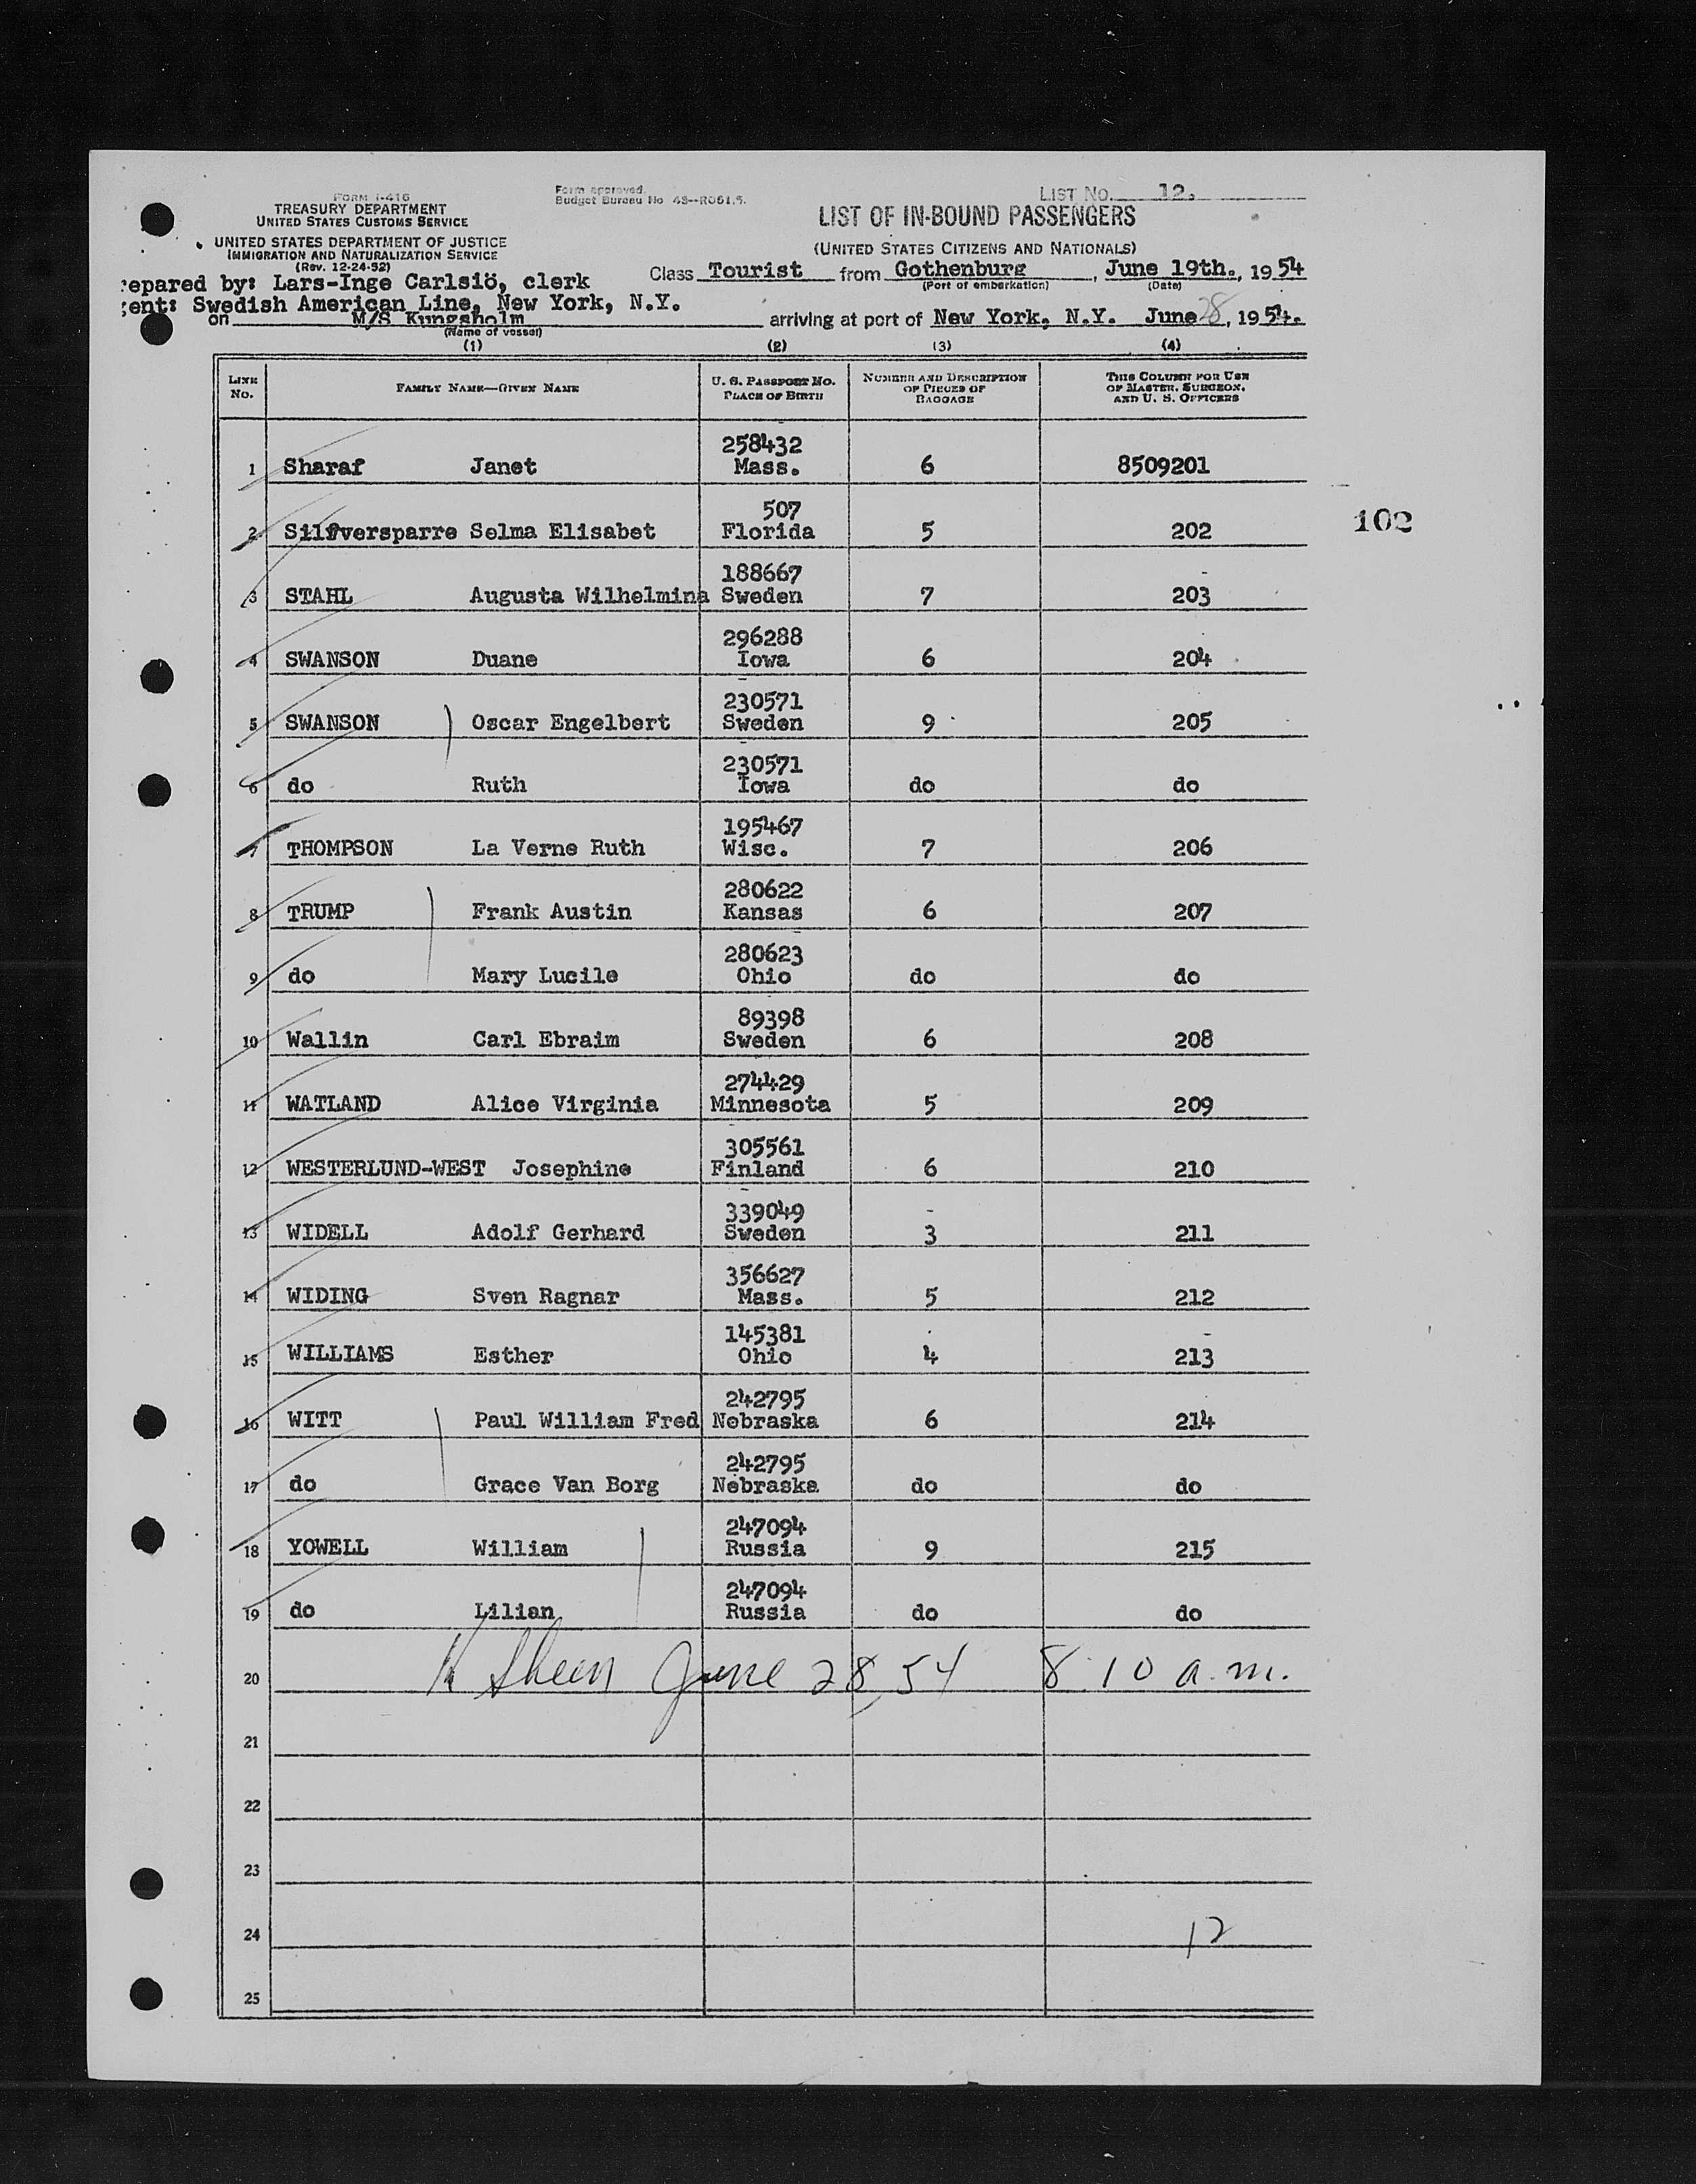 FORM I-416
TREASURY DEPARTMENT
UNITED STATES CUSTOMS SERVICE
UNITED STATES DEPARTMENT OF JUSTICE
IMMIGRATION AND NATURALIZATION SERVICE
(Rev. 12-24-52)
Form approved.
Budget Bureau No 43--R061.5.
LIST NO. 12.
LIST OF IN-BOUND PASSENGERS
(UNITED STATES CITIZENS AND NATIONALS)
repared by: Lars-Inge Carlsiö, clerk
Class Tourist from Gothenburg, June 19th., 1954
(Port of embarkation) (Date)
ent: Swedish American Line, New York, N.Y.
on M/S Kungsholm arriving at port of New York, N.Y. June 28, 1954.
(Name of vessel)
(1) (2) (3) (4)
LINE NO. FAMILY NAME—GIVEN NAME U. S. PASSPORT NO. PLACE OF BIRTH NUMBER AND DESCRIPTION OF PIECES OF BAGGAGE THIS COLUMN FOR USE OF MASTER, SURGEON, AND U. S. OFFICERS
258432
1 Sharaf Janet Mass. 6 8509201
507
2 Silfversparre Selma Elisabet Florida 5 202
102
188667
3 STAHL Augusta Wilhelmina Sweden 7 203
296288
4 SWANSON Duane Iowa 6 204
230571
5 SWANSON Oscar Engelbert Sweden 9 205
230571
6 do Ruth Iowa do do
195467
7 THOMPSON La Verne Ruth Wisc. 7 206
280622
8 TRUMP Frank Austin Kansas 6 207
280623
9 do Mary Lucile Ohio do do
89398
10 Wallin Carl Ebraim Sweden 6 208
274429
11 WATLAND Alice Virginia Minnesota 5 209
305561
12 WESTERLUND-WEST Josephine Finland 6 210
339049
13 WIDELL Adolf Gerhard Sweden 3 211
356627
14 WIDING Sven Ragnar Mass. 5 212
145381
15 WILLIAMS Esther Ohio 4 213
242795
16 WITT Paul William Fred Nebraska 6 214
242795
17 do Grace Van Borg Nebraska do do
247094
18 YOWELL William Russia 9 215
247094
19 do Lilian Russia do do
20 June 28, 54 8:10 a.m.
21
22
23
24 12
25